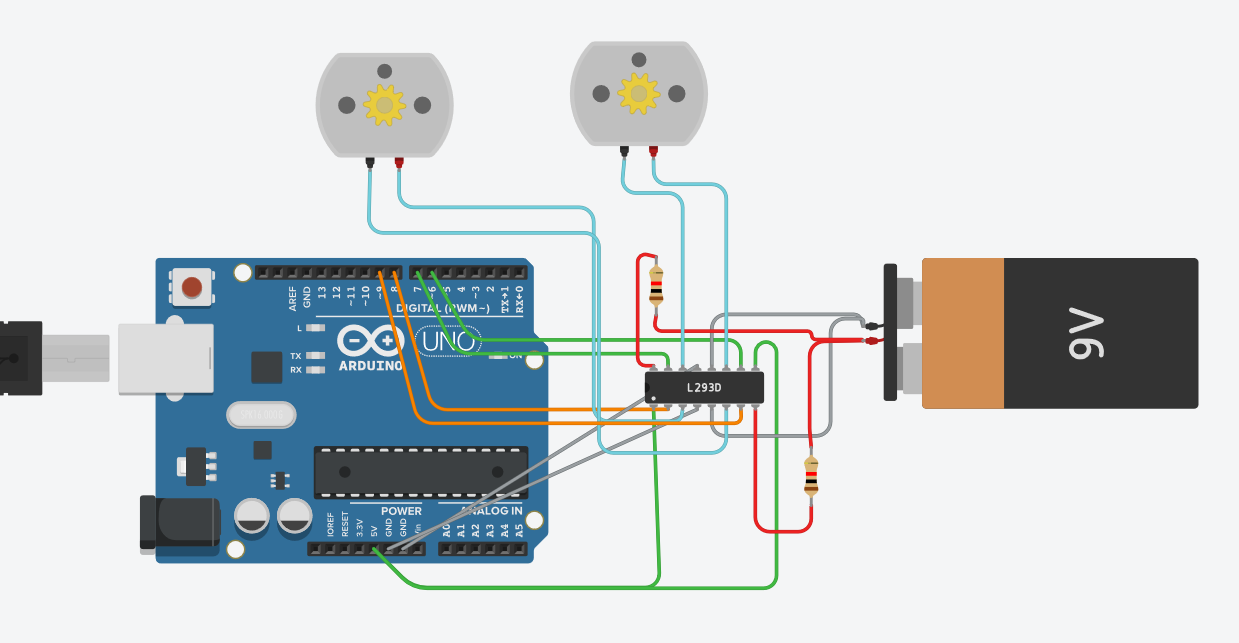 AREF
GND
13
12
~11
~10
~9
8
7
~6
~5
4
~3
2
TX→1
RX←0
DIGITAL (PWM~)
L
TX
RX
UNO
ARDUINO
ON
L293D
9V
POWER
ANALOG IN
IOREF
RESET
3.3V
5V
GND
GND
A0
A1
A2
A3
A4
A5